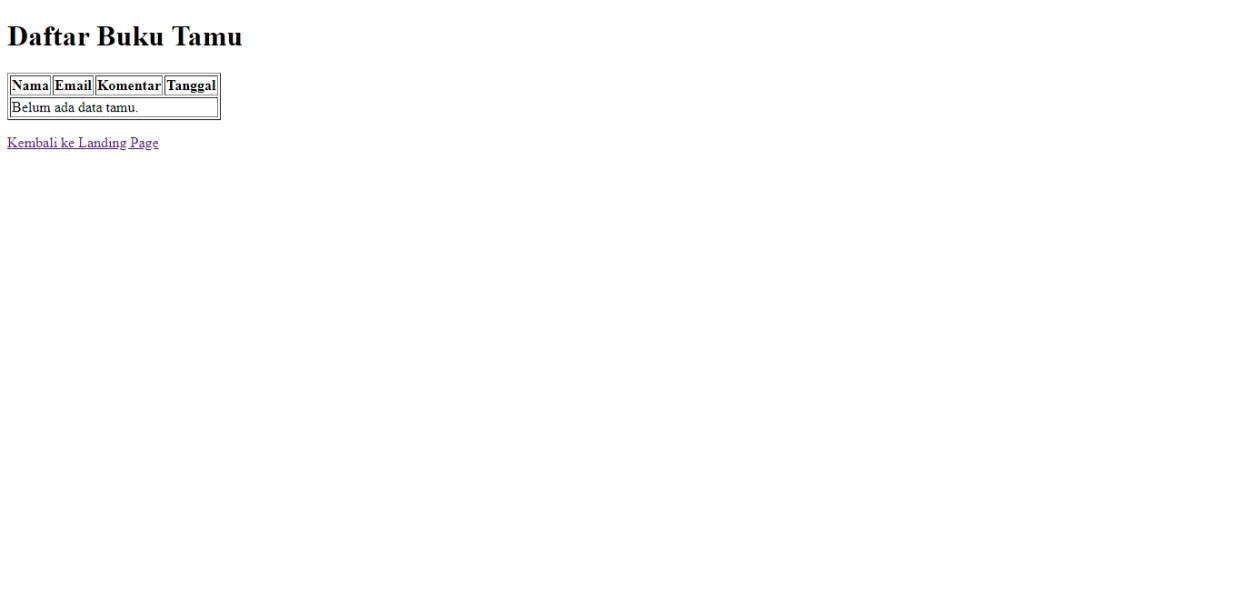 Daftar Buku Tamu
Nama Email Komentar Tanggal
Belum ada data tamu.
Kembali ke Landing Page